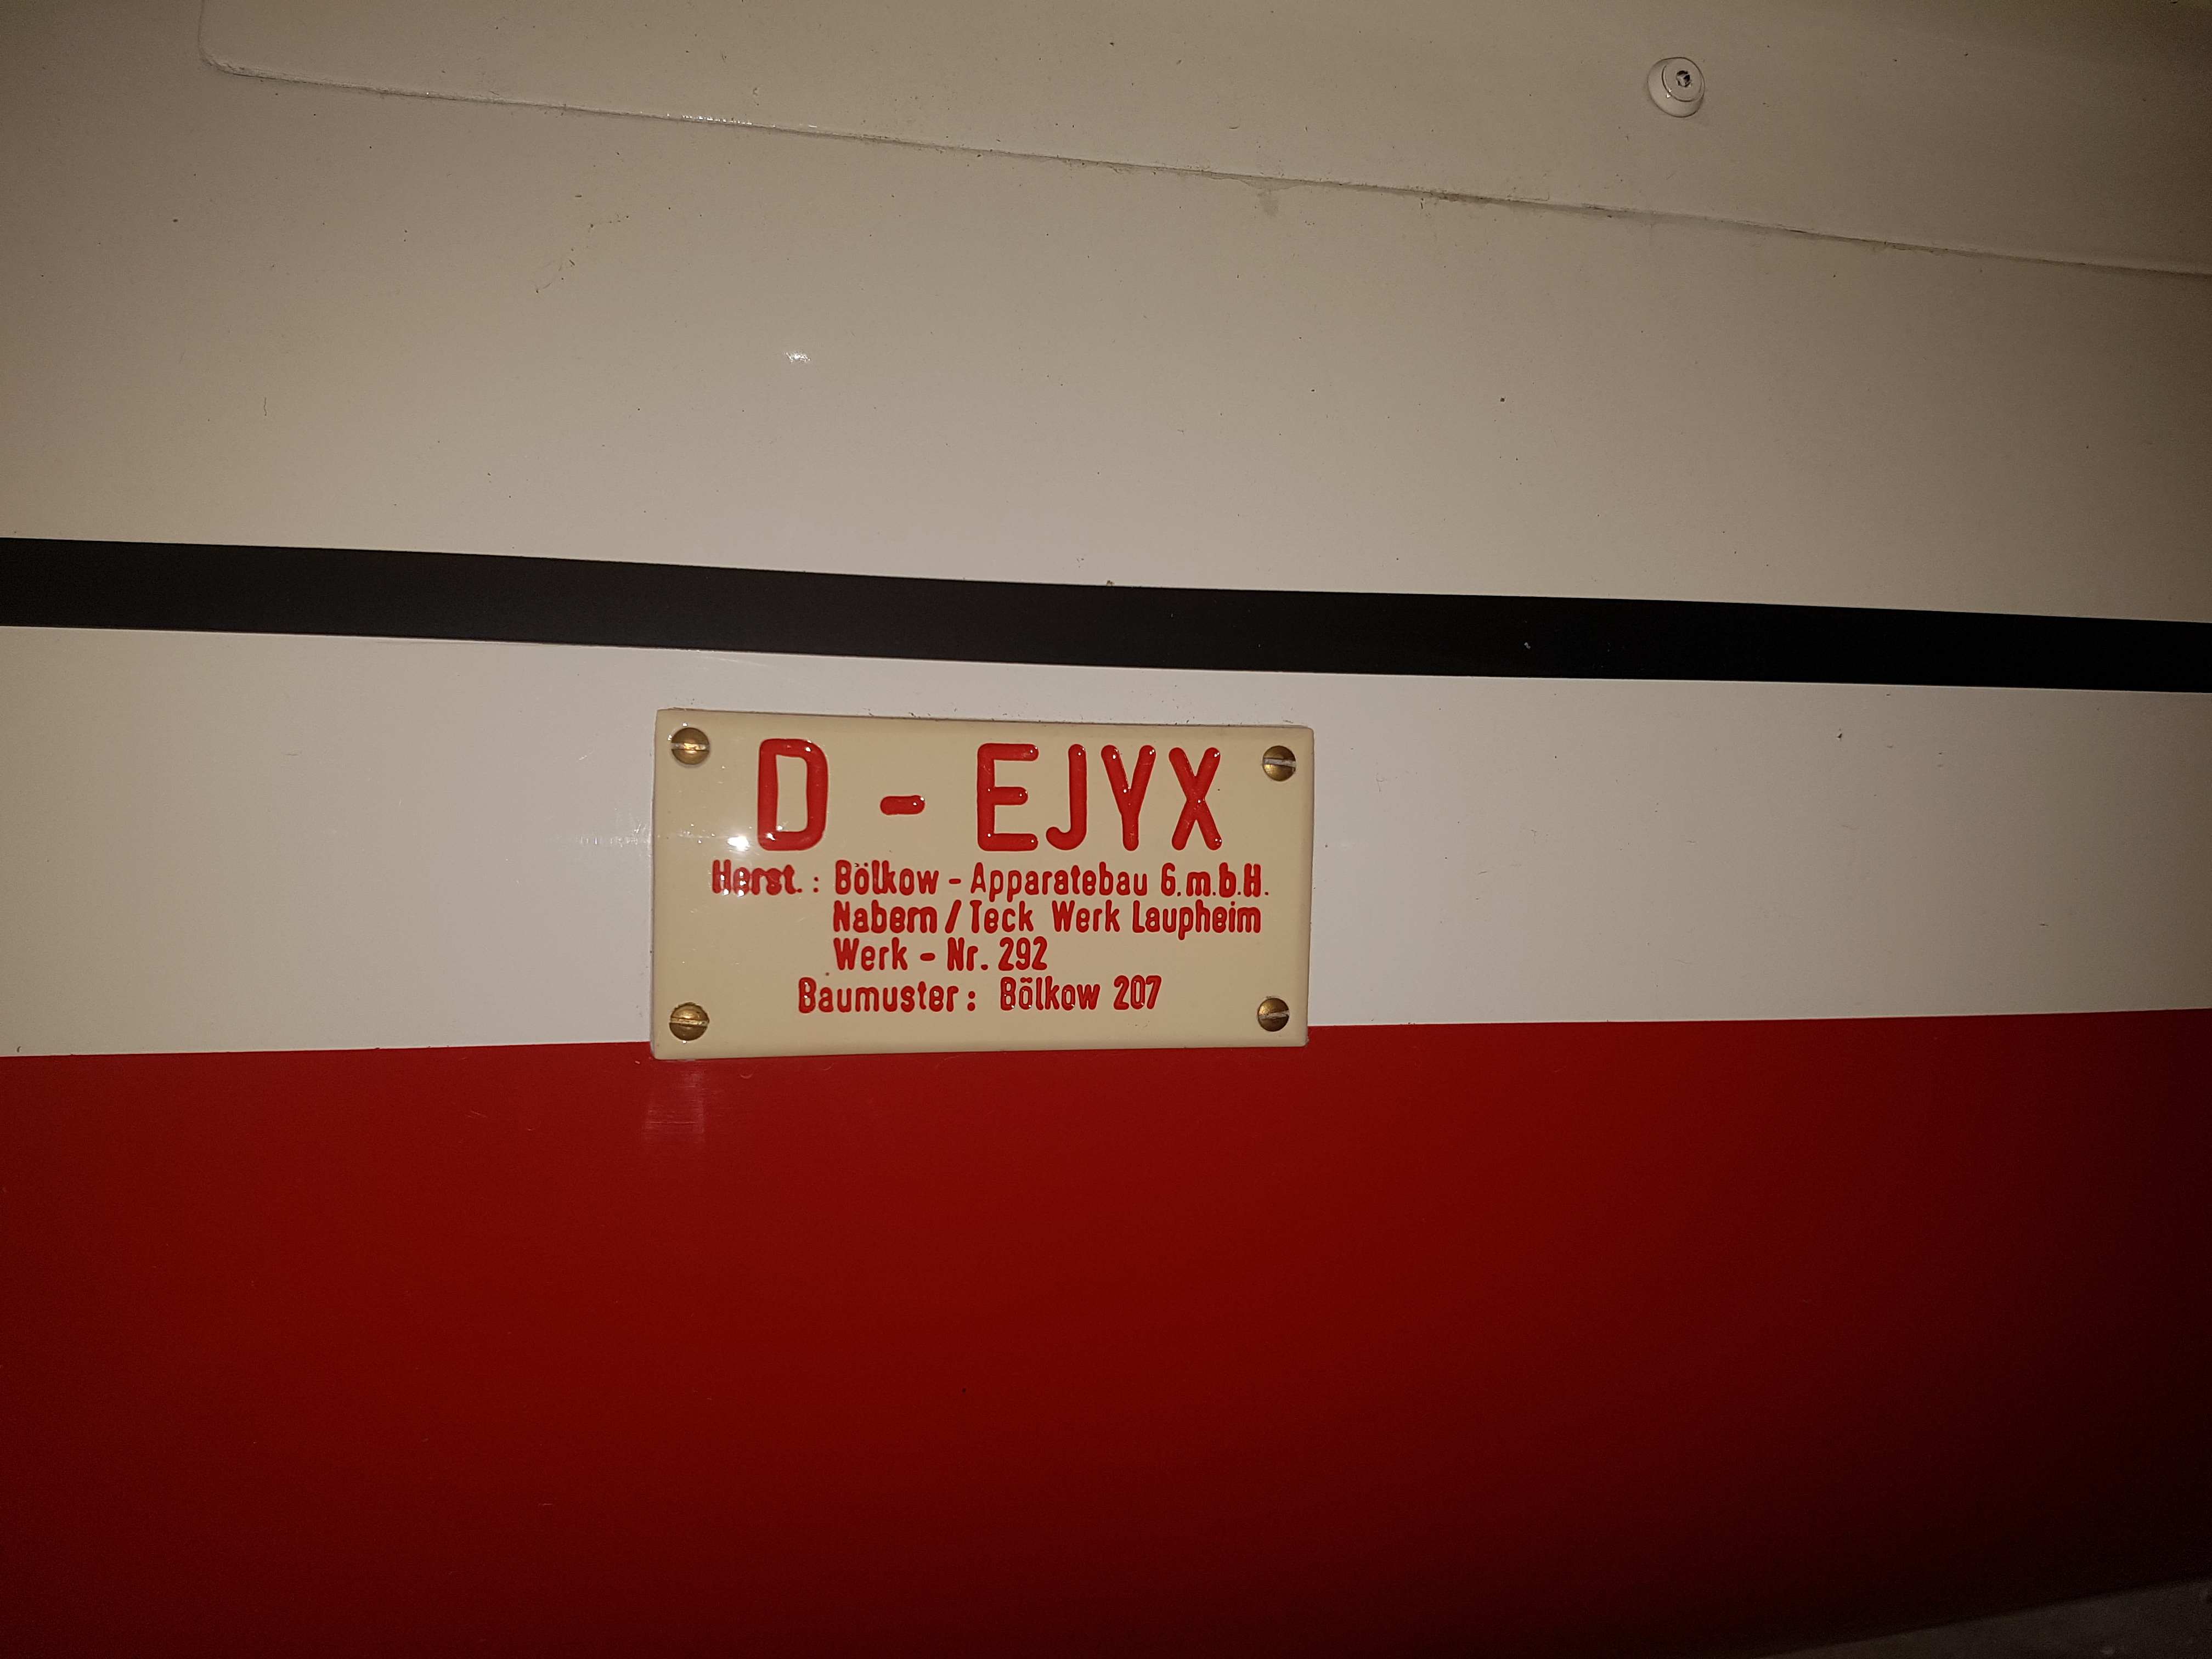 D - EJYX
Herst. : Bölkow - Apparatebau G.m.b.H.
Nabern / Teck Werk Laupheim
Werk - Nr. 292
Baumuster : Bölkow 207